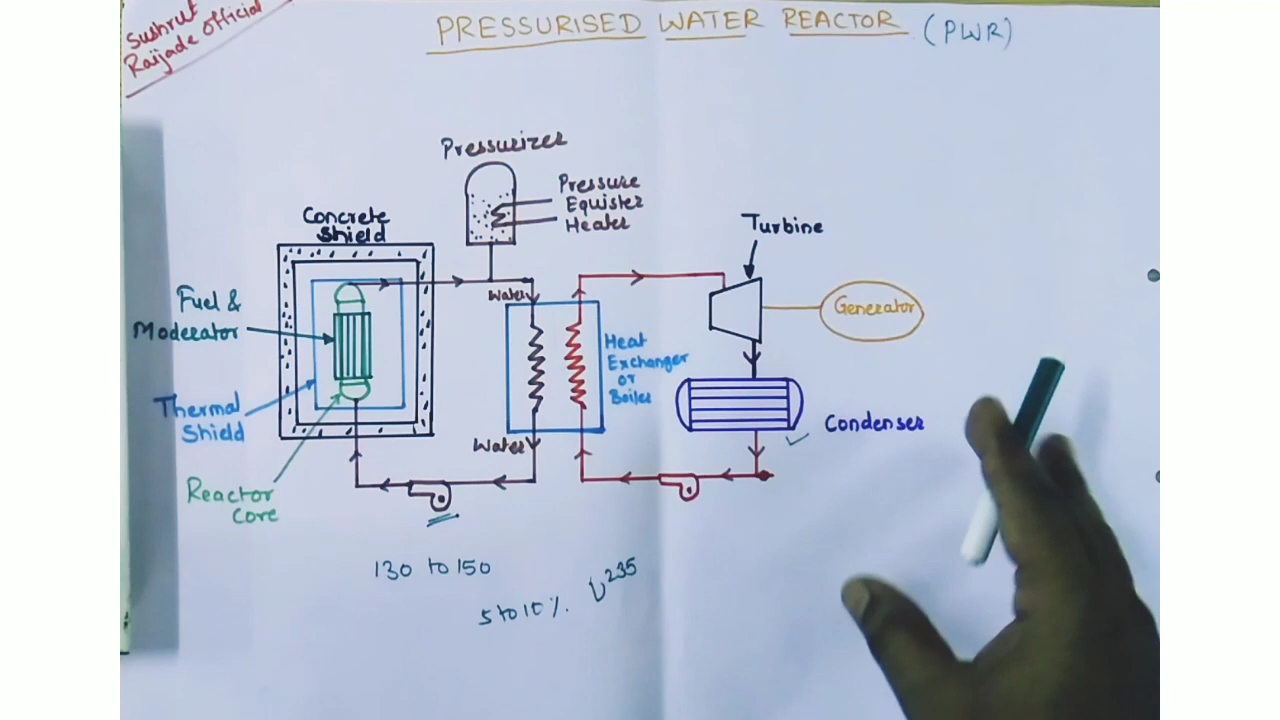 Sushrut
Raijade Official
PRESSURISED WATER REACTOR (PWR)
Pressurizer
Pressure
Equister
Heater
Concrete
Shield
Turbine
Fuel &
Moderator
Water
Generator
Heat
Exchanger
or
Boiler
Thermal
Shield
Condenser
Water
Reactor
Core
130 to 150
5 to 10%. U²³⁵